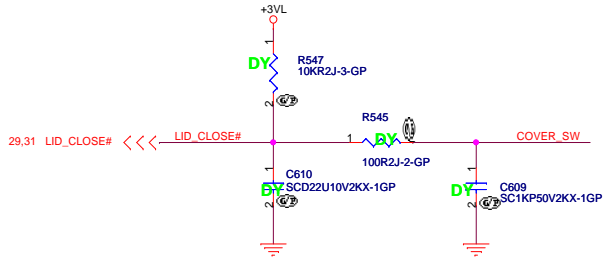 +3VL
1
DY
R547
10KR2J-3-GP
2
G/P
R545
29,31 LID_CLOSE#
LID_CLOSE#
1
DY
2
COVER_SW
100R2J-2-GP
1
C610
SCD22U10V2KX-1GP
DY
2
G/P
1
DY
C609
SC1KP50V2KX-1GP
2
G/P